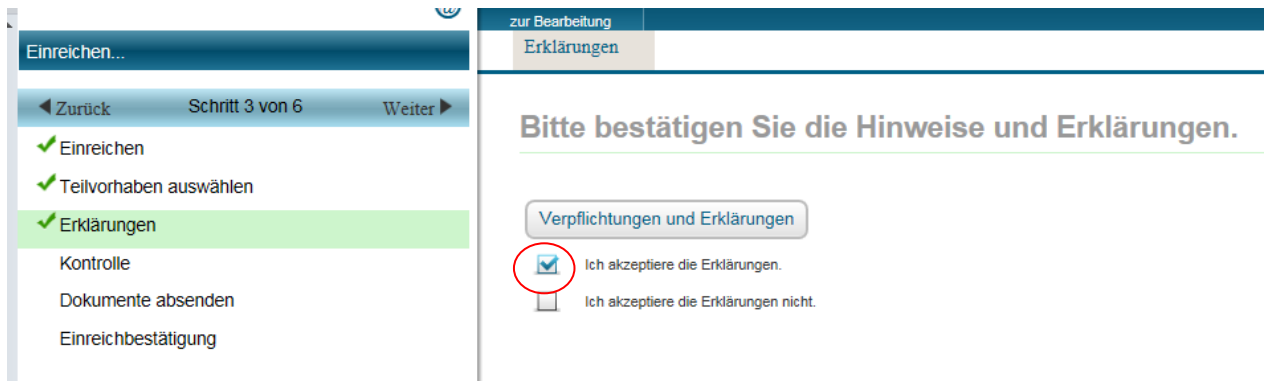 @
zur Bearbeitung
Einreichen...
Erklärungen
Zurück Schritt 3 von 6 Weiter
Einreichen
Teilvorhaben auswählen
Erklärungen
Kontrolle
Dokumente absenden
Einreichbestätigung
Bitte bestätigen Sie die Hinweise und Erklärungen.
Verpflichtungen und Erklärungen
Ich akzeptiere die Erklärungen.
Ich akzeptiere die Erklärungen nicht.